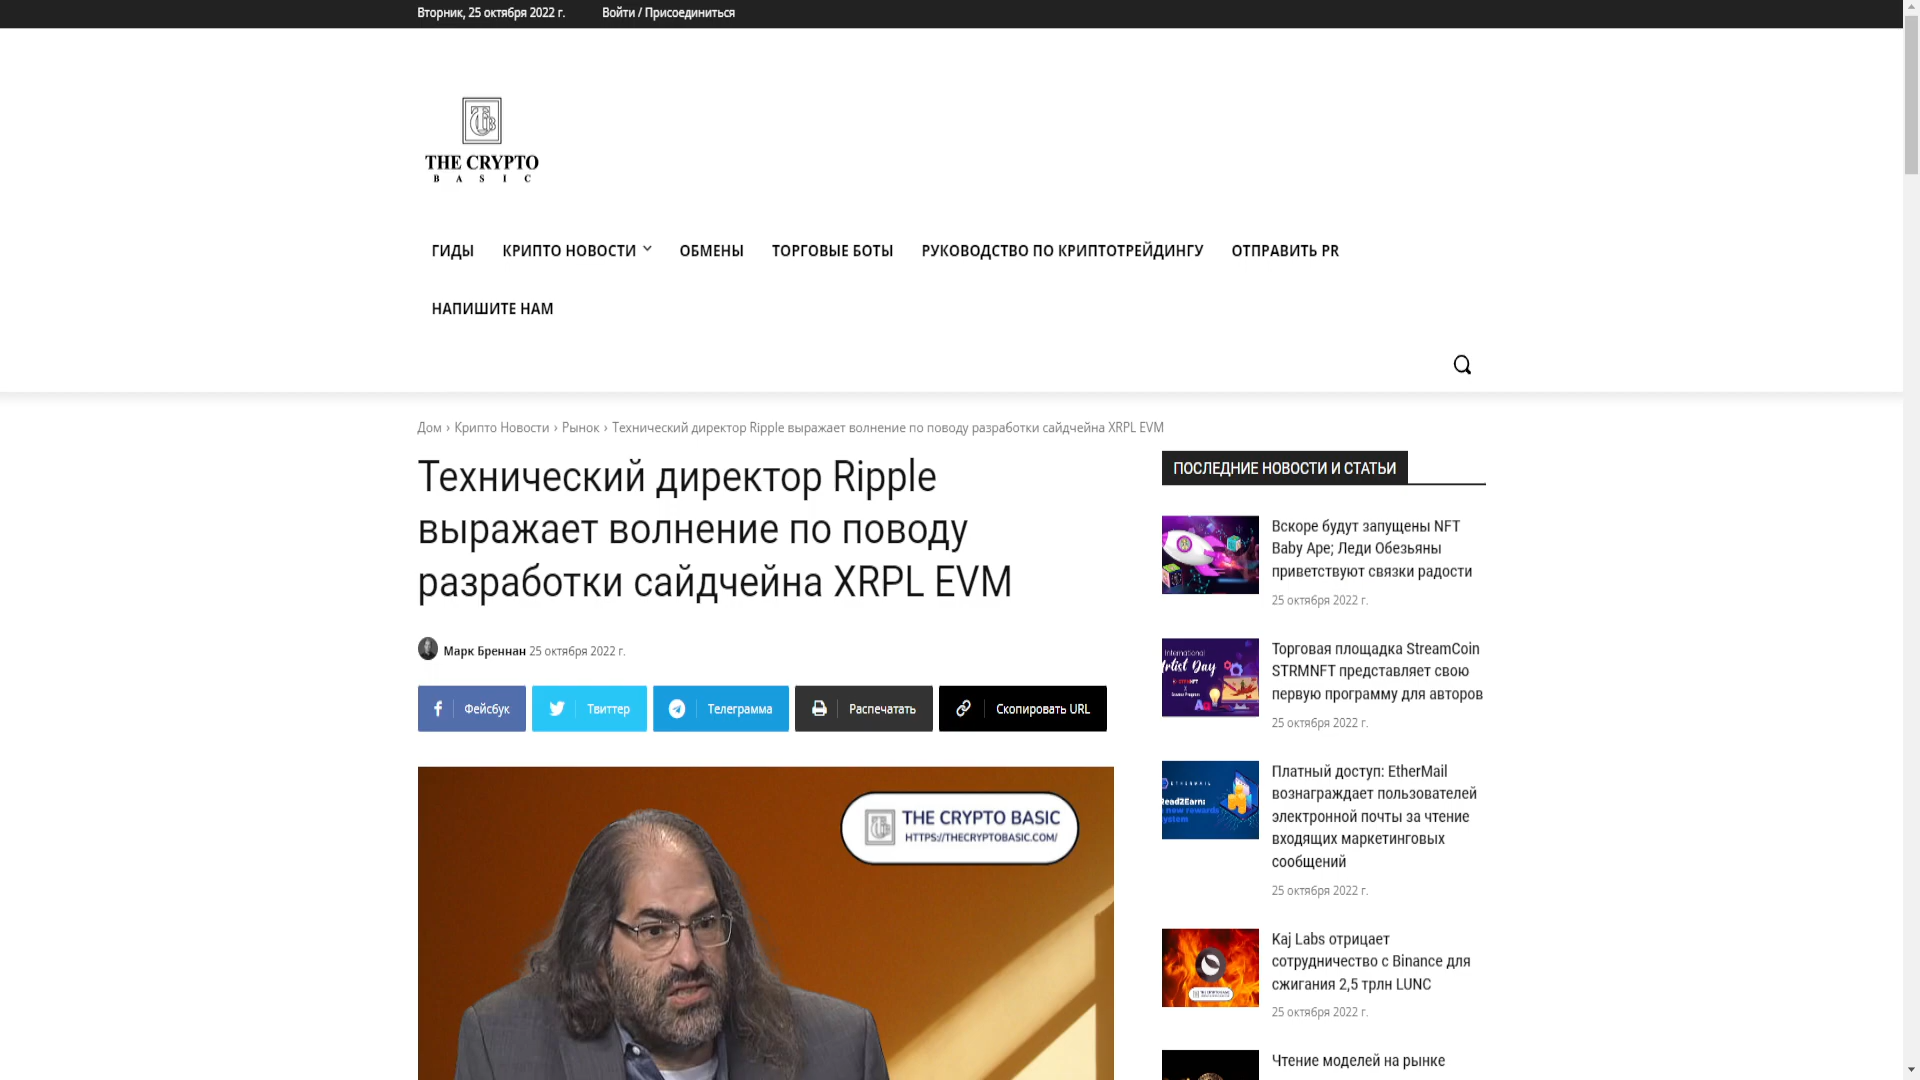 Вторник, 25 октября 2022 г. Войти / Присоединиться
THE CRYPTO
BASIC
ГИДЫ КРИПТО НОВОСТИ ОБМЕНЫ ТОРГОВЫЕ БОТЫ РУКОВОДСТВО ПО КРИПТОТРЕЙДИНГУ ОТПРАВИТЬ PR
НАПИШИТЕ НАМ
Дом › Крипто Новости › Рынок › Технический директор Ripple выражает волнение по поводу разработки сайдчейна XRPL EVM
Технический директор Ripple
выражает волнение по поводу
разработки сайдчейна XRPL EVM
Марк Бреннан 25 октября 2022 г.
Фейсбук Твиттер Телеграмма Распечатать Скопировать URL
THE CRYPTO BASIC
HTTPS://THECRYPTOBASIC.COM/
ПОСЛЕДНИЕ НОВОСТИ И СТАТЬИ
Вскоре будут запущены NFT
Baby Ape; Леди Обезьяны
приветствуют связки радости
25 октября 2022 г.
International
Artist Day
Торговая площадка StreamCoin
STRMNFT представляет свою
первую программу для авторов
25 октября 2022 г.
ETHERMAIL
Read2Earn:
Платный доступ: EtherMail
вознаграждает пользователей
электронной почты за чтение
входящих маркетинговых
сообщений
25 октября 2022 г.
Kaj Labs отрицает
сотрудничество с Binance для
сжигания 2,5 трлн LUNC
25 октября 2022 г.
Чтение моделей на рынке